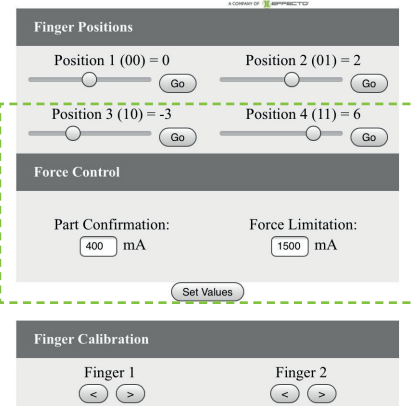 A COMPANY OF EFFECTO
Finger Positions
Position 1 (00) = 0 Position 2 (01) = 2
Go Go
Position 3 (10) = -3 Position 4 (11) = 6
Go Go
Force Control
Part Confirmation: Force Limitation:
400 mA 1500 mA
Set Values
Finger Calibration
Finger 1 Finger 2
< > < >